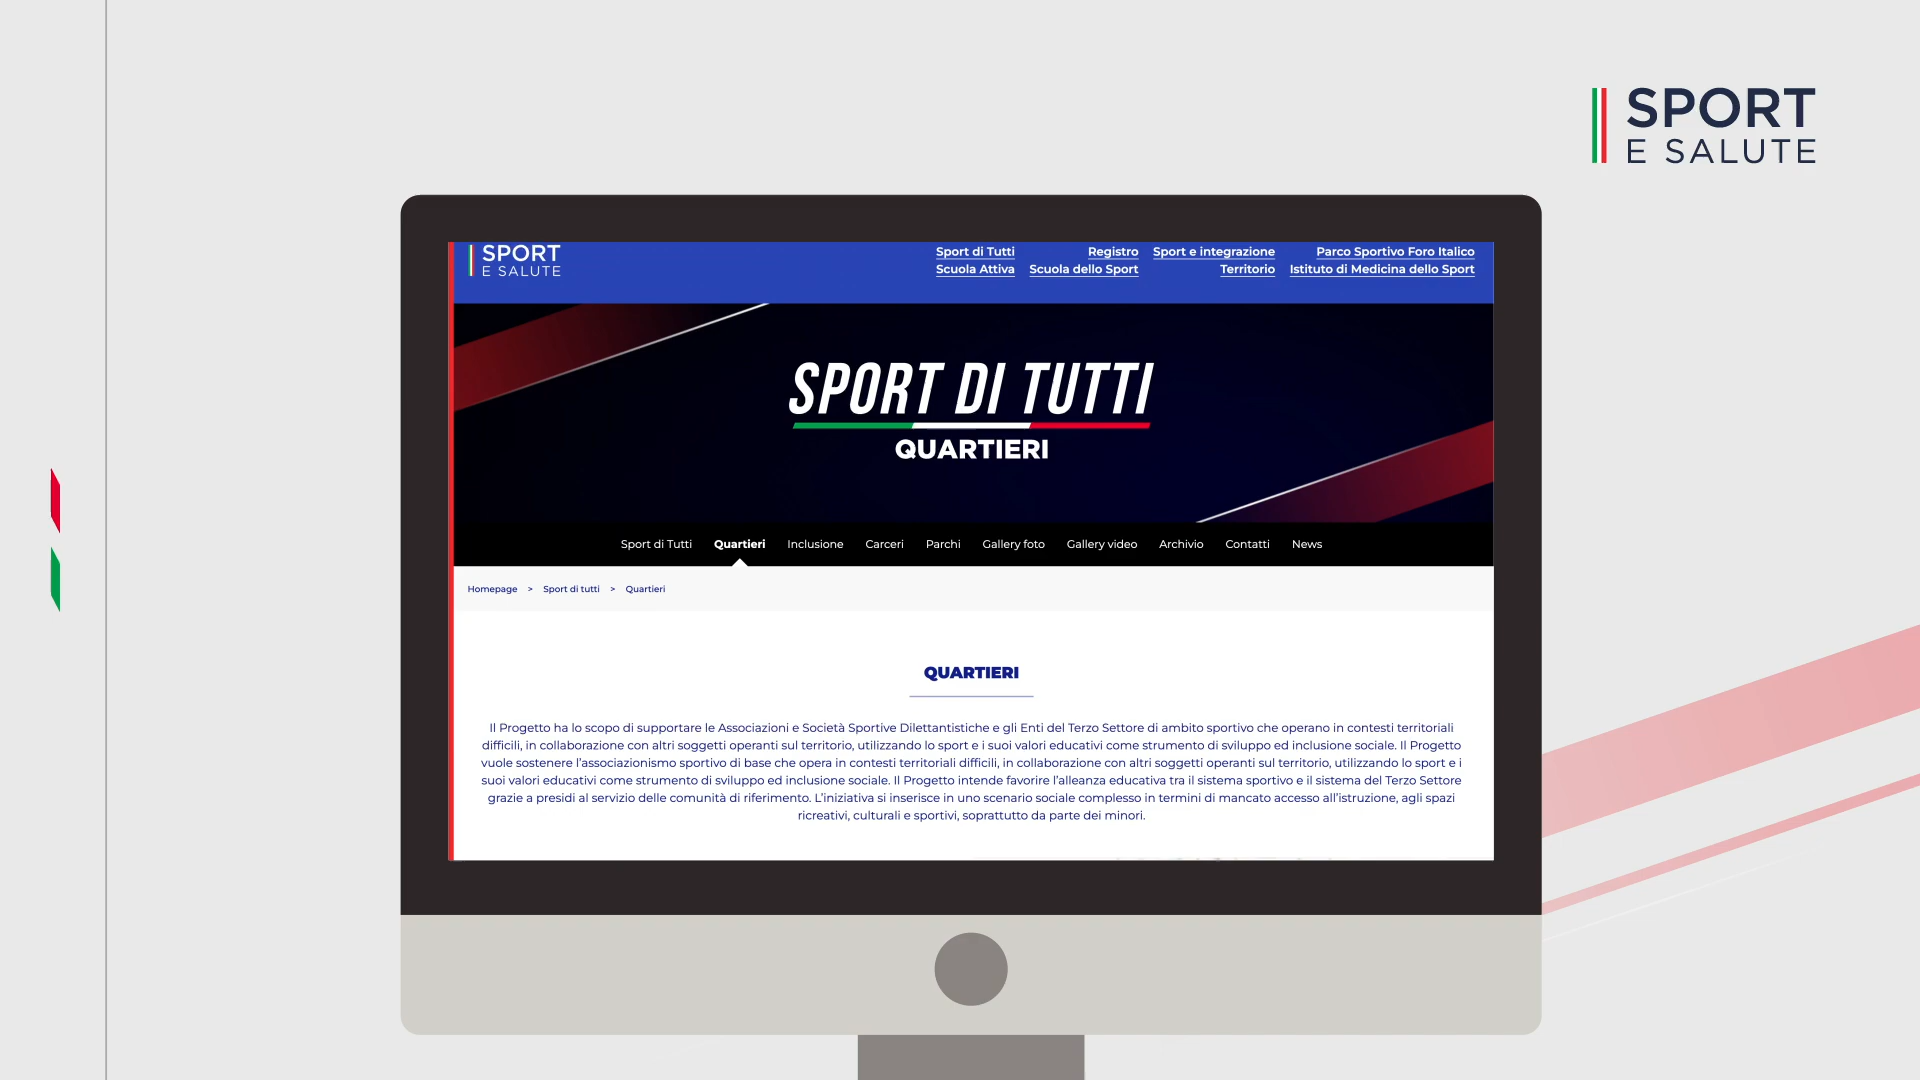 SPORT
E SALUTE
SPORT
E SALUTE
Sport di Tutti Registro Sport e integrazione Parco Sportivo Foro Italico
Scuola Attiva Scuola dello Sport Territorio Istituto di Medicina dello Sport
SPORT DI TUTTI
QUARTIERI
Sport di Tutti Quartieri Inclusione Carceri Parchi Gallery foto Gallery video Archivio Contatti News
Homepage > Sport di tutti > Quartieri
QUARTIERI
Il Progetto ha lo scopo di supportare le Associazioni e Società Sportive Dilettantistiche e gli Enti del Terzo Settore di ambito sportivo che operano in contesti territoriali
difficili, in collaborazione con altri soggetti operanti sul territorio, utilizzando lo sport e i suoi valori educativi come strumento di sviluppo ed inclusione sociale. Il Progetto
vuole sostenere l’associazionismo sportivo di base che opera in contesti territoriali difficili, in collaborazione con altri soggetti operanti sul territorio, utilizzando lo sport e i
suoi valori educativi come strumento di sviluppo ed inclusione sociale. Il Progetto intende favorire l’alleanza educativa tra il sistema sportivo e il sistema del Terzo Settore
grazie a presidi al servizio delle comunità di riferimento. L’iniziativa si inserisce in uno scenario sociale complesso in termini di mancato accesso all’istruzione, agli spazi
ricreativi, culturali e sportivi, soprattutto da parte dei minori.